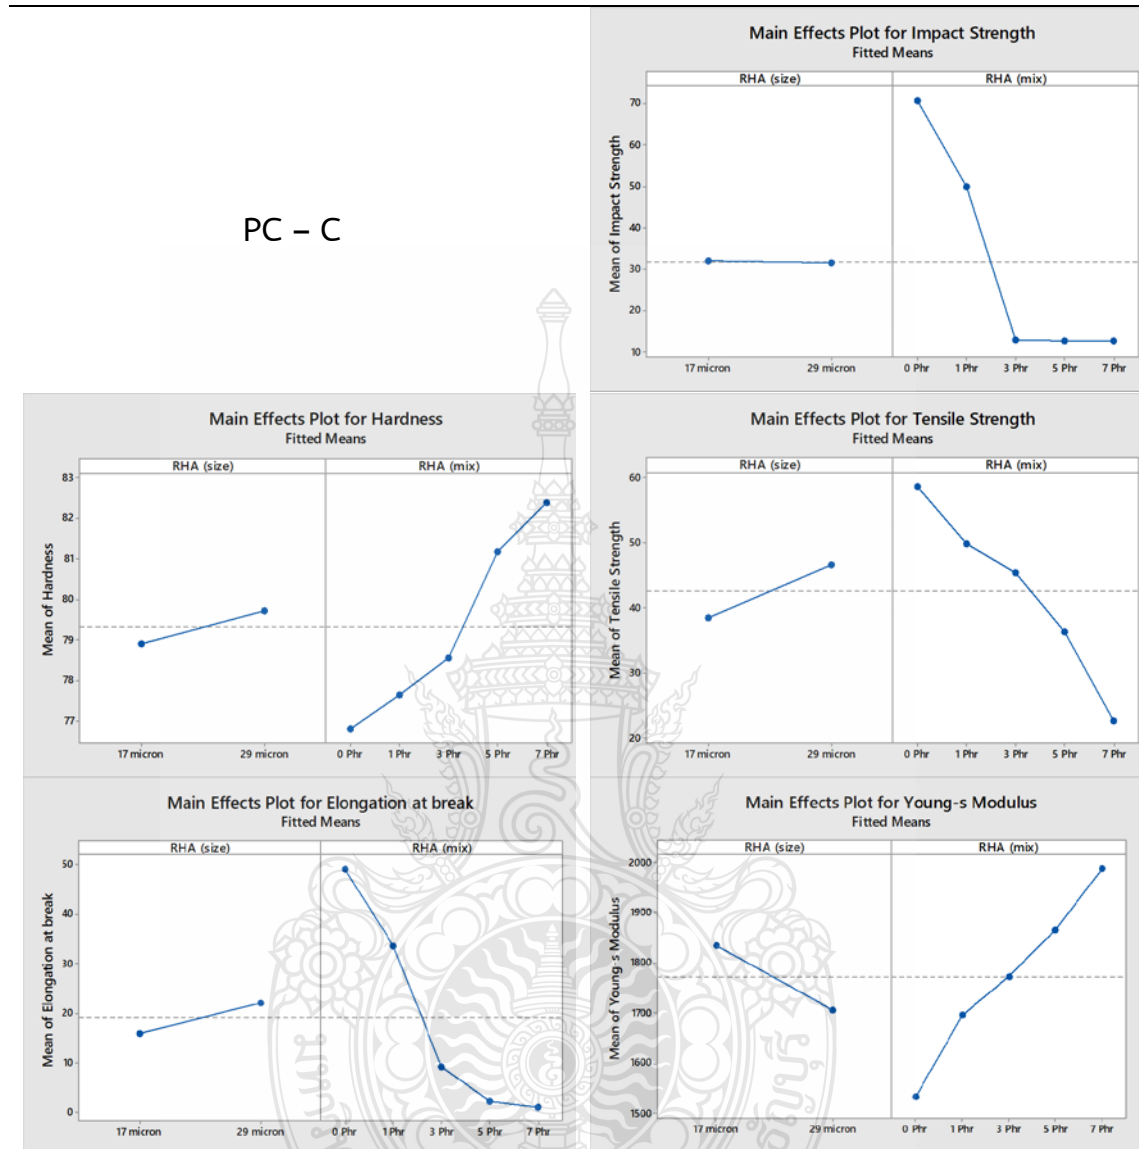 PC – C
Main Effects Plot for Impact Strength
Fitted Means
RHA (size) RHA (mix)
Mean of Impact Strength
70
60
50
40
30
20
10
17 micron 29 micron 0 Phr 1 Phr 3 Phr 5 Phr 7 Phr
Main Effects Plot for Hardness
Fitted Means
RHA (size) RHA (mix)
Mean of Hardness
83
82
81
80
79
78
77
17 micron 29 micron 0 Phr 1 Phr 3 Phr 5 Phr 7 Phr
Main Effects Plot for Tensile Strength
Fitted Means
RHA (size) RHA (mix)
Mean of Tensile Strength
60
50
40
30
20
17 micron 29 micron 0 Phr 1 Phr 3 Phr 5 Phr 7 Phr
Main Effects Plot for Elongation at break
Fitted Means
RHA (size) RHA (mix)
Mean of Elongation at break
50
40
30
20
10
0
17 micron 29 micron 0 Phr 1 Phr 3 Phr 5 Phr 7 Phr
Main Effects Plot for Young-s Modulus
Fitted Means
RHA (size) RHA (mix)
Mean of Young-s Modulus
2000
1900
1800
1700
1600
1500
17 micron 29 micron 0 Phr 1 Phr 3 Phr 5 Phr 7 Phr